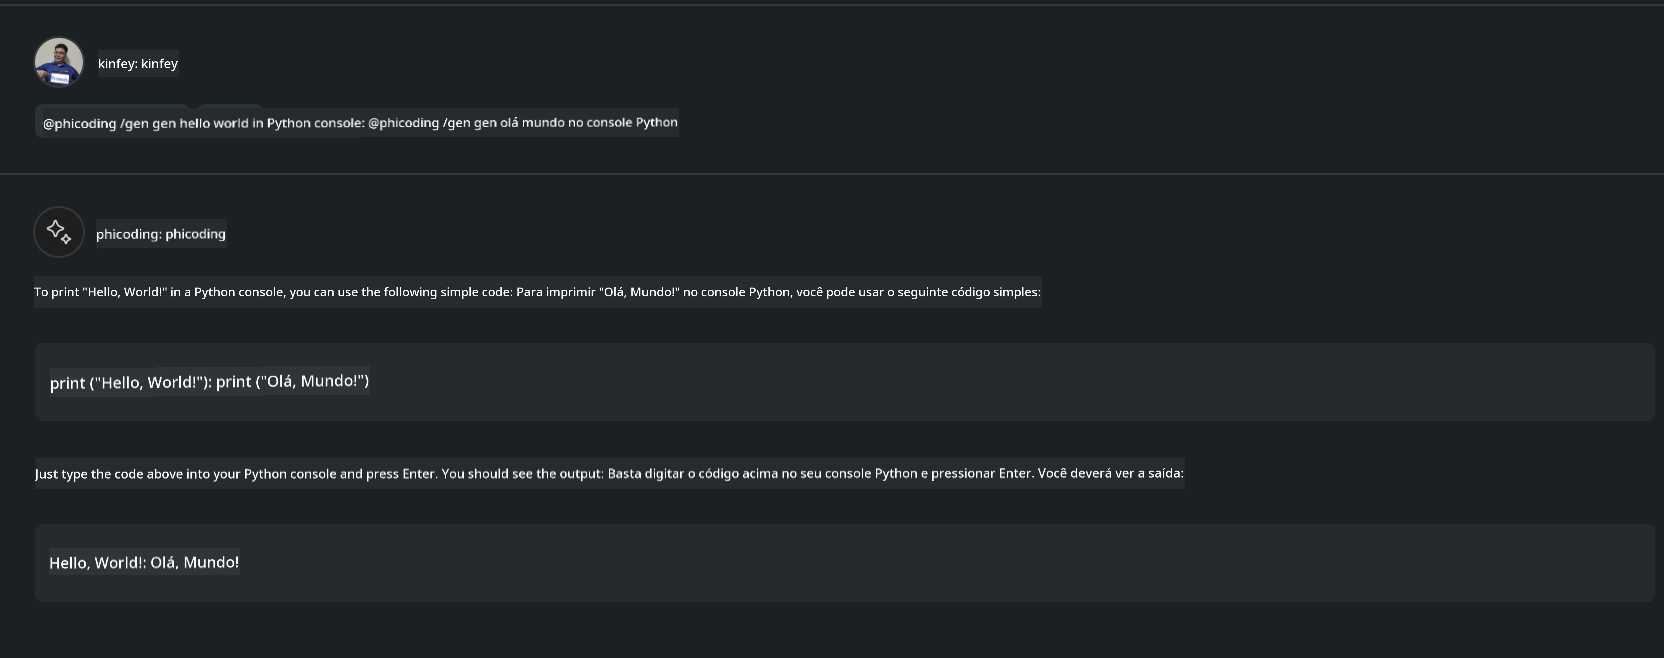 kinfey: kinfey
@phicoding /gen gen hello world in Python console: @phicoding /gen gen olá mundo no console Python
phicoding: phicoding
To print "Hello, World!" in a Python console, you can use the following simple code: Para imprimir "Olá, Mundo!" no console Python, você pode usar o seguinte código simples:
print ("Hello, World!"): print ("Olá, Mundo!")
Just type the code above into your Python console and press Enter. You should see the output: Basta digitar o código acima no seu console Python e pressionar Enter. Você deverá ver a saída:
Hello, World!: Olá, Mundo!